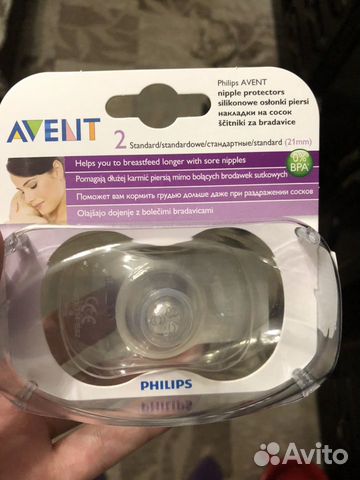 AVENT
Philips AVENT
nipple protectors
silikonowe osłonki piersi
накладки на сосок
ščitniki za bradavice
2 Standard/standardowe/стандартные/standard (21mm)
Helps you to breastfeed longer with sore nipples
0%
BPA
Pomagają dłużej karmić piersią mimo bolących brodawek sutkowych
Поможет вам кормить грудью дольше даже при раздражении сосков
Olajšajo dojenje z bolečimi bradavicami
CE
PHILIPS
Avito